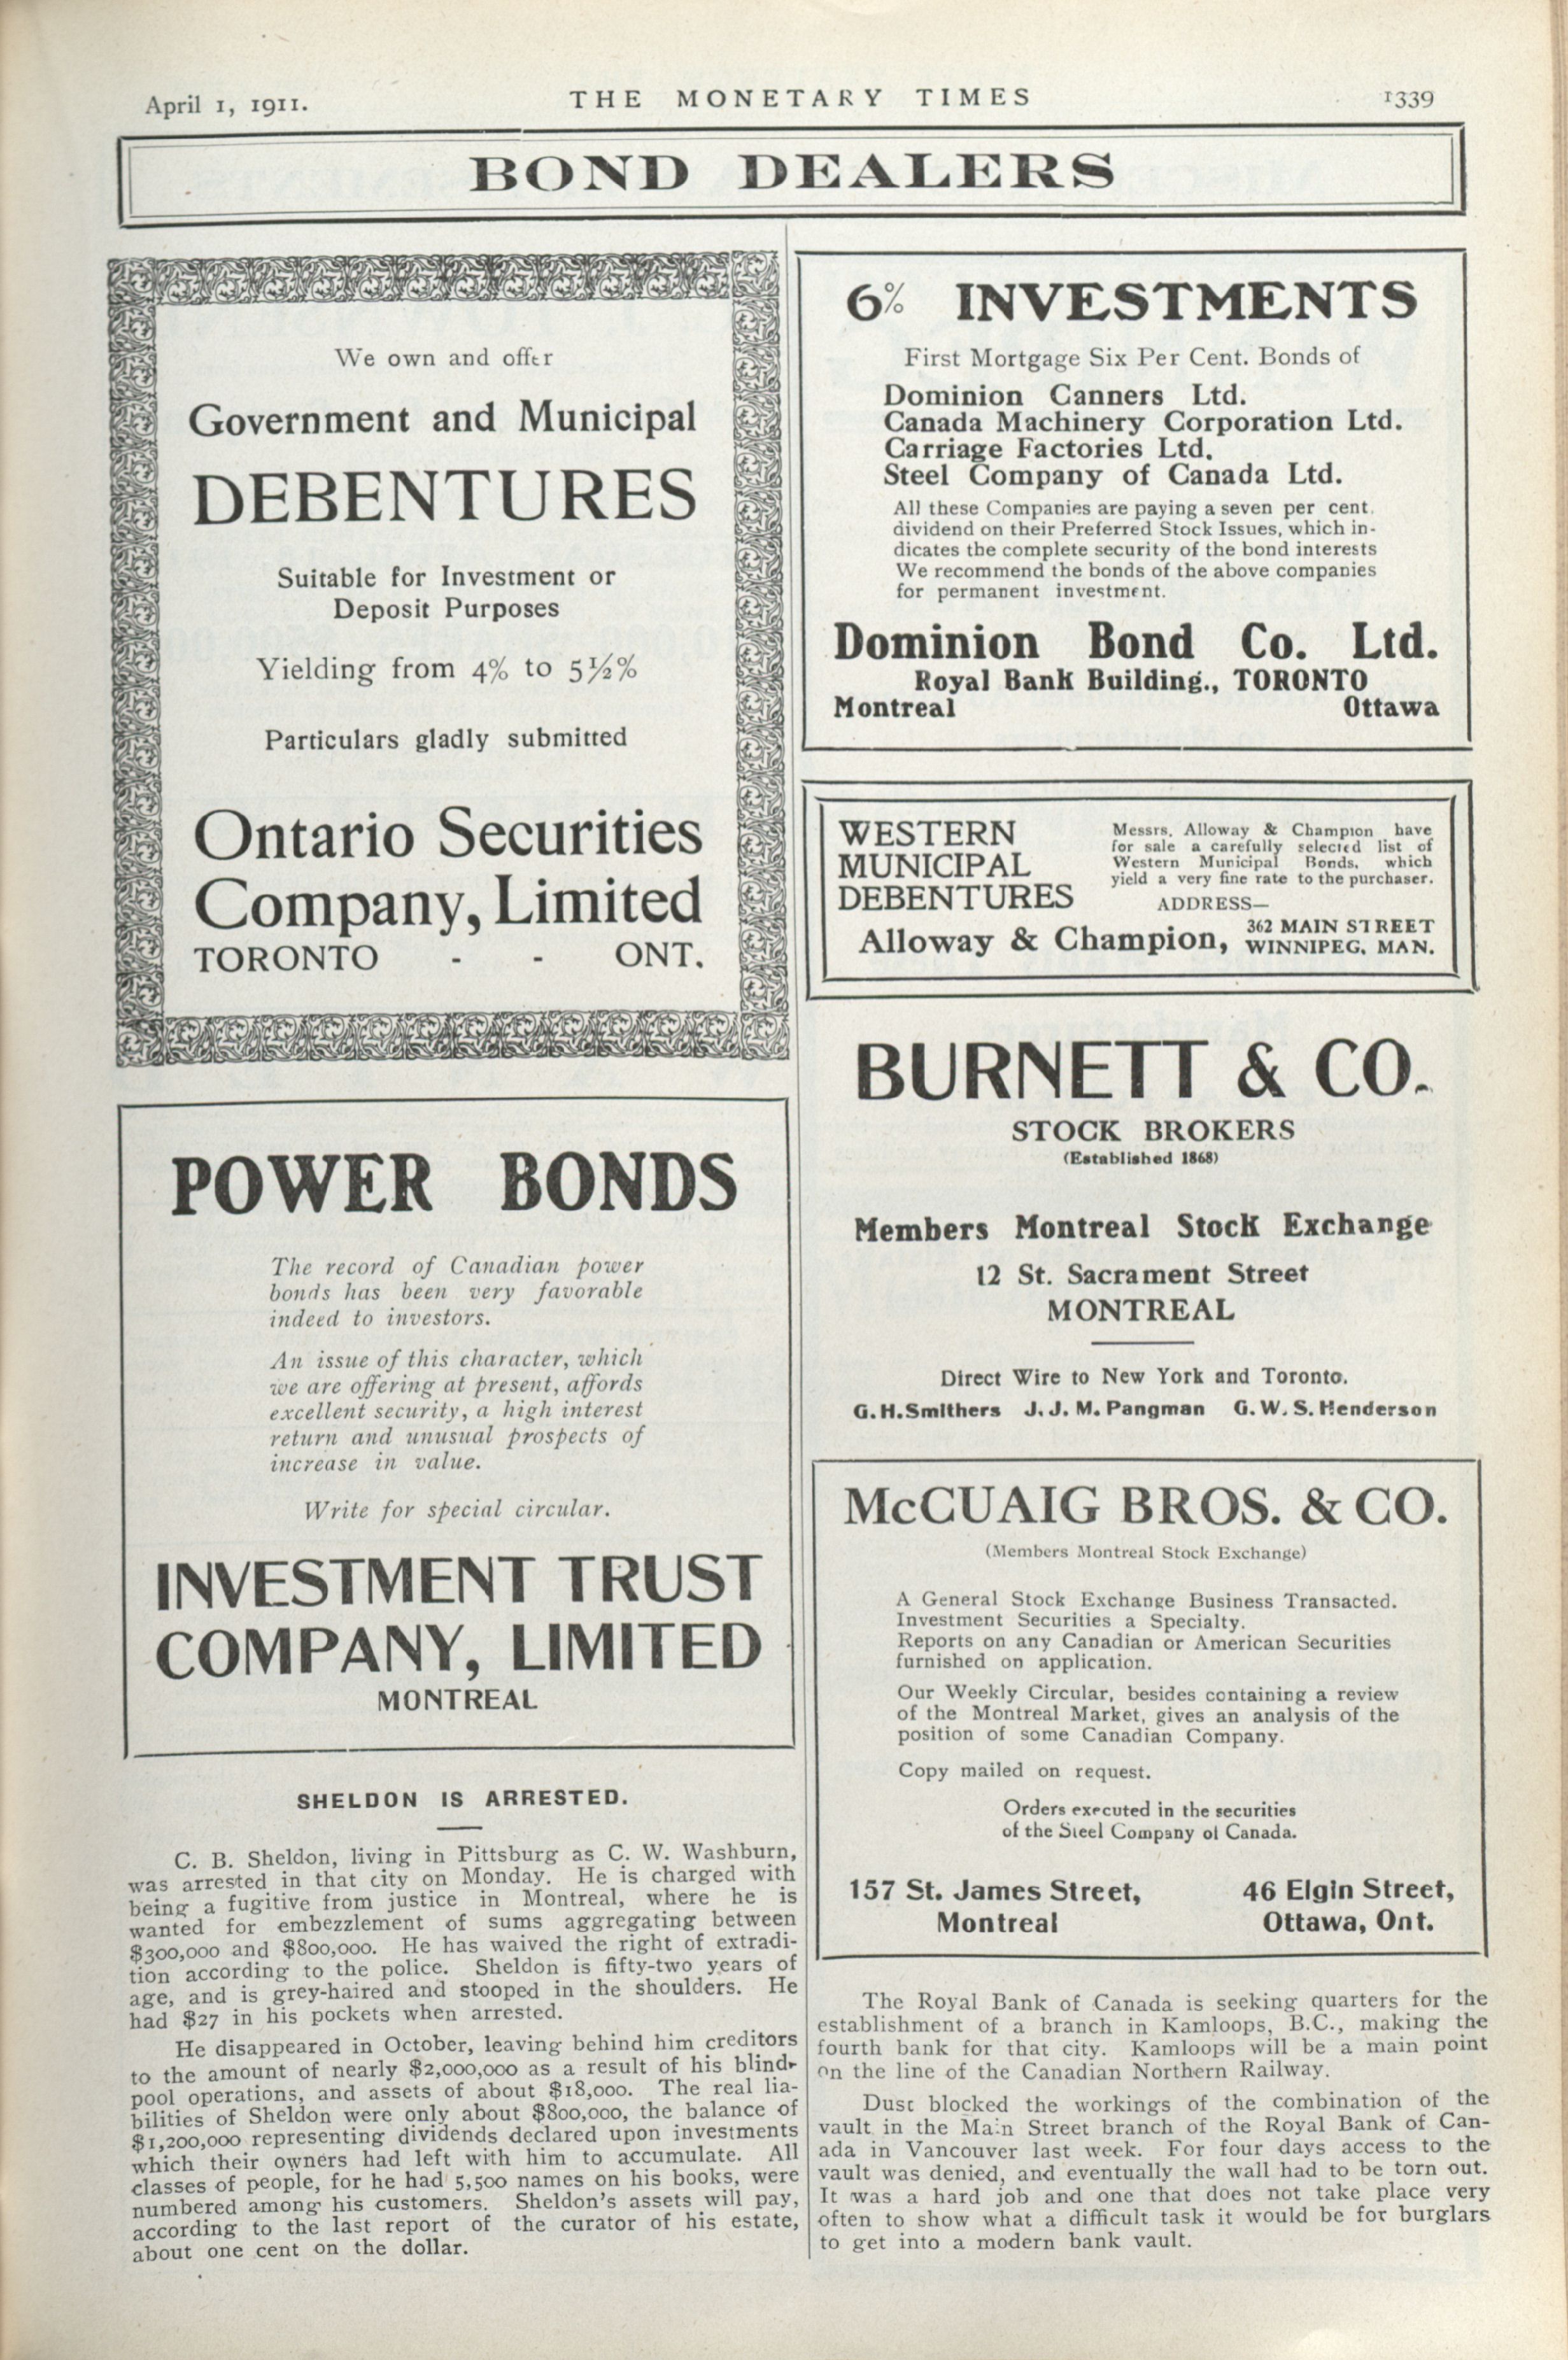 April 1, 1911.
THE MONETARY TIMES
1339
BOND DEALERS
We own and offer
Government and Municipal
DEBENTURES
Suitable for Investment or
Deposit Purposes
Yielding from 4% to 5½%
Particulars gladly submitted
Ontario Securities
Company, Limited
TORONTO - - ONT.
POWER BONDS
The record of Canadian power
bonds has been very favorable
indeed to investors.
An issue of this character, which
we are offering at present, affords
excellent security, a high interest
return and unusual prospects of
increase in value.
Write for special circular.
INVESTMENT TRUST
COMPANY, LIMITED
MONTREAL
SHELDON IS ARRESTED.
C. B. Sheldon, living in Pittsburg as C. W. Washburn,
was arrested in that city on Monday. He is charged with
being a fugitive from justice in Montreal, where he is
wanted for embezzlement of sums aggregating between
$300,000 and $800,000. He has waived the right of extradi-
tion according to the police. Sheldon is fifty-two years of
age, and is grey-haired and stooped in the shoulders. He
had $27 in his pockets when arrested.
He disappeared in October, leaving behind him creditors
to the amount of nearly $2,000,000 as a result of his blind-
pool operations, and assets of about $18,000. The real lia-
bilities of Sheldon were only about $800,000, the balance of
$1,200,000 representing dividends declared upon investments
which their owners had left with him to accumulate. All
classes of people, for he had 5,500 names on his books, were
numbered among his customers. Sheldon's assets will pay,
according to the last report of the curator of his estate,
about one cent on the dollar.
6% INVESTMENTS
First Mortgage Six Per Cent. Bonds of
Dominion Canners Ltd.
Canada Machinery Corporation Ltd.
Carriage Factories Ltd.
Steel Company of Canada Ltd.
All these Companies are paying a seven per cent.
dividend on their Preferred Stock Issues, which in-
dicates the complete security of the bond interests
We recommend the bonds of the above companies
for permanent investment.
Dominion Bond Co. Ltd.
Royal Bank Building., TORONTO
Montreal Ottawa
WESTERN
MUNICIPAL
DEBENTURES
Messrs. Alloway & Champion have
for sale a carefully selected list of
Western Municipal Bonds, which
yield a very fine rate to the purchaser.
ADDRESS—
Alloway & Champion,
362 MAIN STREET
WINNIPEG, MAN.
BURNETT & CO.
STOCK BROKERS
(Established 1868)
Members Montreal Stock Exchange
12 St. Sacrament Street
MONTREAL
Direct Wire to New York and Toronto.
G. H. Smithers J. J. M. Pangman G. W. S. Henderson
McCUAIG BROS. & CO.
(Members Montreal Stock Exchange)
A General Stock Exchange Business Transacted.
Investment Securities a Specialty.
Reports on any Canadian or American Securities
furnished on application.
Our Weekly Circular, besides containing a review
of the Montreal Market, gives an analysis of the
position of some Canadian Company.
Copy mailed on request.
Orders executed in the securities
of the Steel Company of Canada.
157 St. James Street,
Montreal
46 Elgin Street,
Ottawa, Ont.
The Royal Bank of Canada is seeking quarters for the
establishment of a branch in Kamloops, B.C., making the
fourth bank for that city. Kamloops will be a main point
on the line of the Canadian Northern Railway.
Dust blocked the workings of the combination of the
vault in the Main Street branch of the Royal Bank of Can-
ada in Vancouver last week. For four days access to the
vault was denied, and eventually the wall had to be torn out.
It was a hard job and one that does not take place very
often to show what a difficult task it would be for burglars
to get into a modern bank vault.